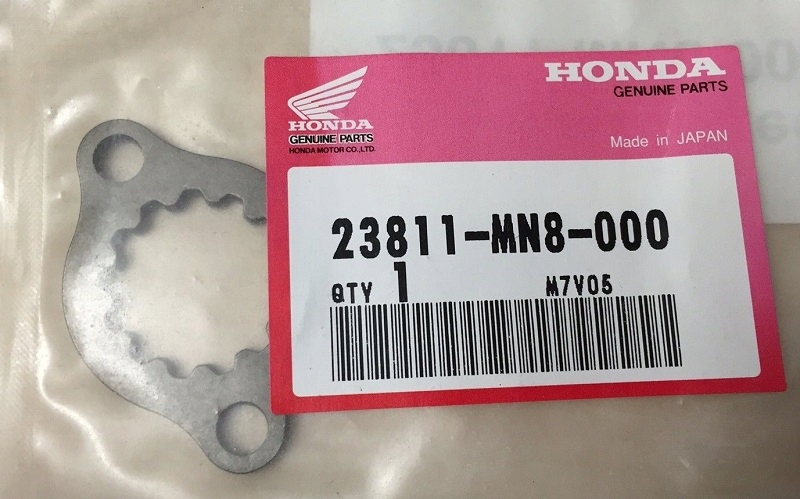 HONDA
GENUINE PARTS
HONDA MOTOR CO.,LTD.
HONDA
GENUINE PARTS
Made in JAPAN
23811-MN8-000
QTY 1 M7V05